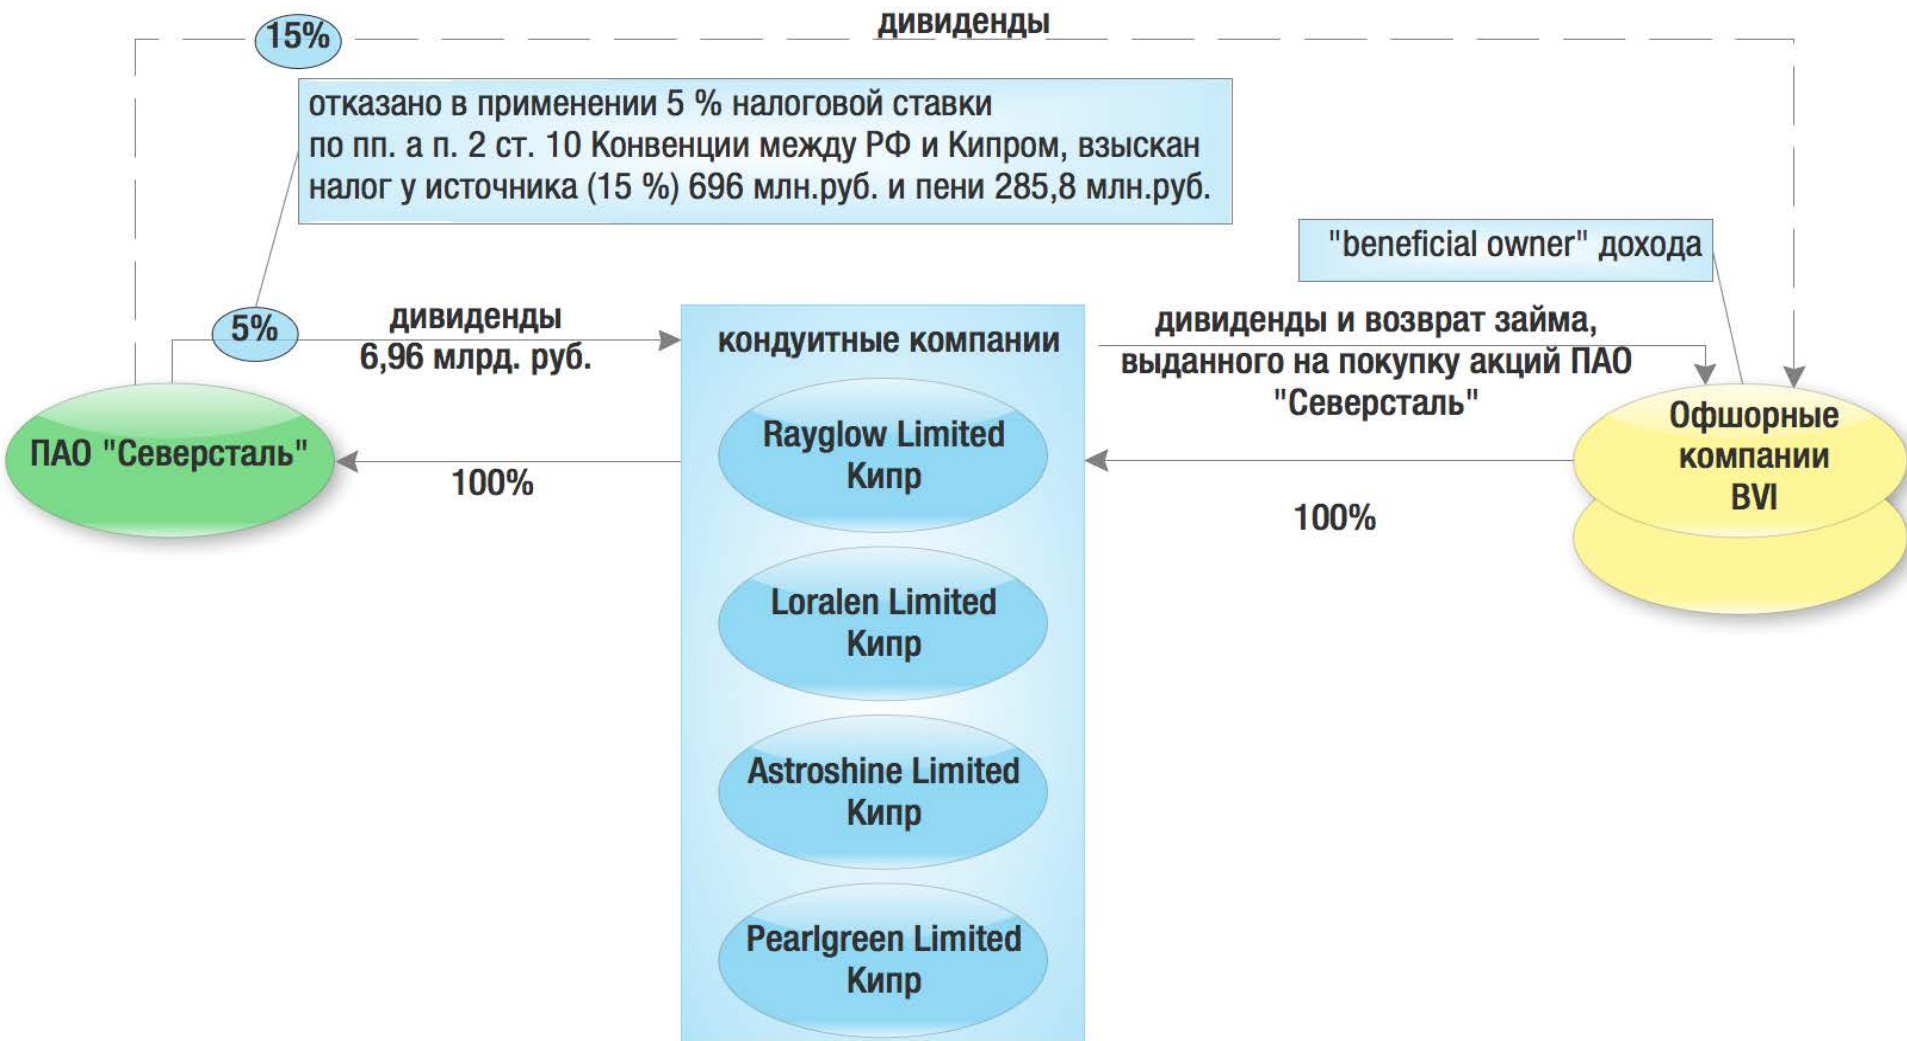 дивиденды
15%
отказано в применении 5 % налоговой ставки
по пп. а п. 2 ст. 10 Конвенции между РФ и Кипром, взыскан
налог у источника (15 %) 696 млн.руб. и пени 285,8 млн.руб.
"beneficial owner" дохода
5%
дивиденды
6,96 млрд. руб.
кондуитные компании
дивиденды и возврат займа,
выданного на покупку акций ПАО
"Северсталь"
ПАО "Северсталь"
100%
Rayglow Limited
Кипр
100%
Офшорные
компании
BVI
Loralen Limited
Кипр
Astroshine Limited
Кипр
Pearlgreen Limited
Кипр